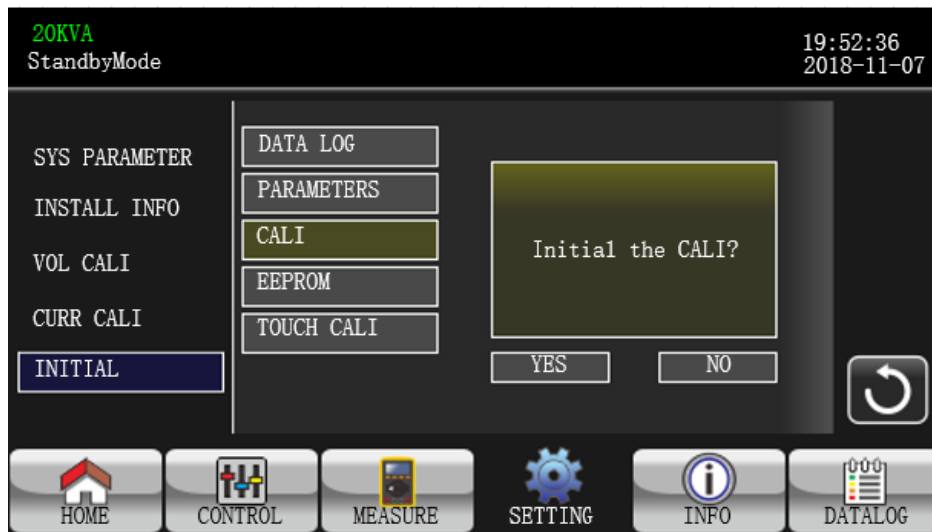 20KVA
StandbyMode
19:52:36
2018-11-07
SYS PARAMETER
INSTALL INFO
VOL CALI
CURR CALI
INITIAL
DATA LOG
PARAMETERS
CALI
EEPROM
TOUCH CALI
Initial the CALI?
YES
NO
HOME
CONTROL
MEASURE
SETTING
INFO
DATALOG